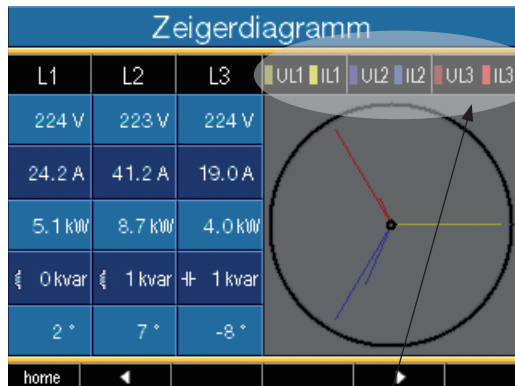 Zeigerdiagramm
L1 L2 L3 UL1 IL1 UL2 IL2 UL3 IL3
224 V 223 V 224 V
24.2 A 41.2 A 19.0 A
5.1 kW 8.7 kW 4.0 kW
0 kvar 1 kvar 1 kvar
2 ° 7 ° -8 °
home